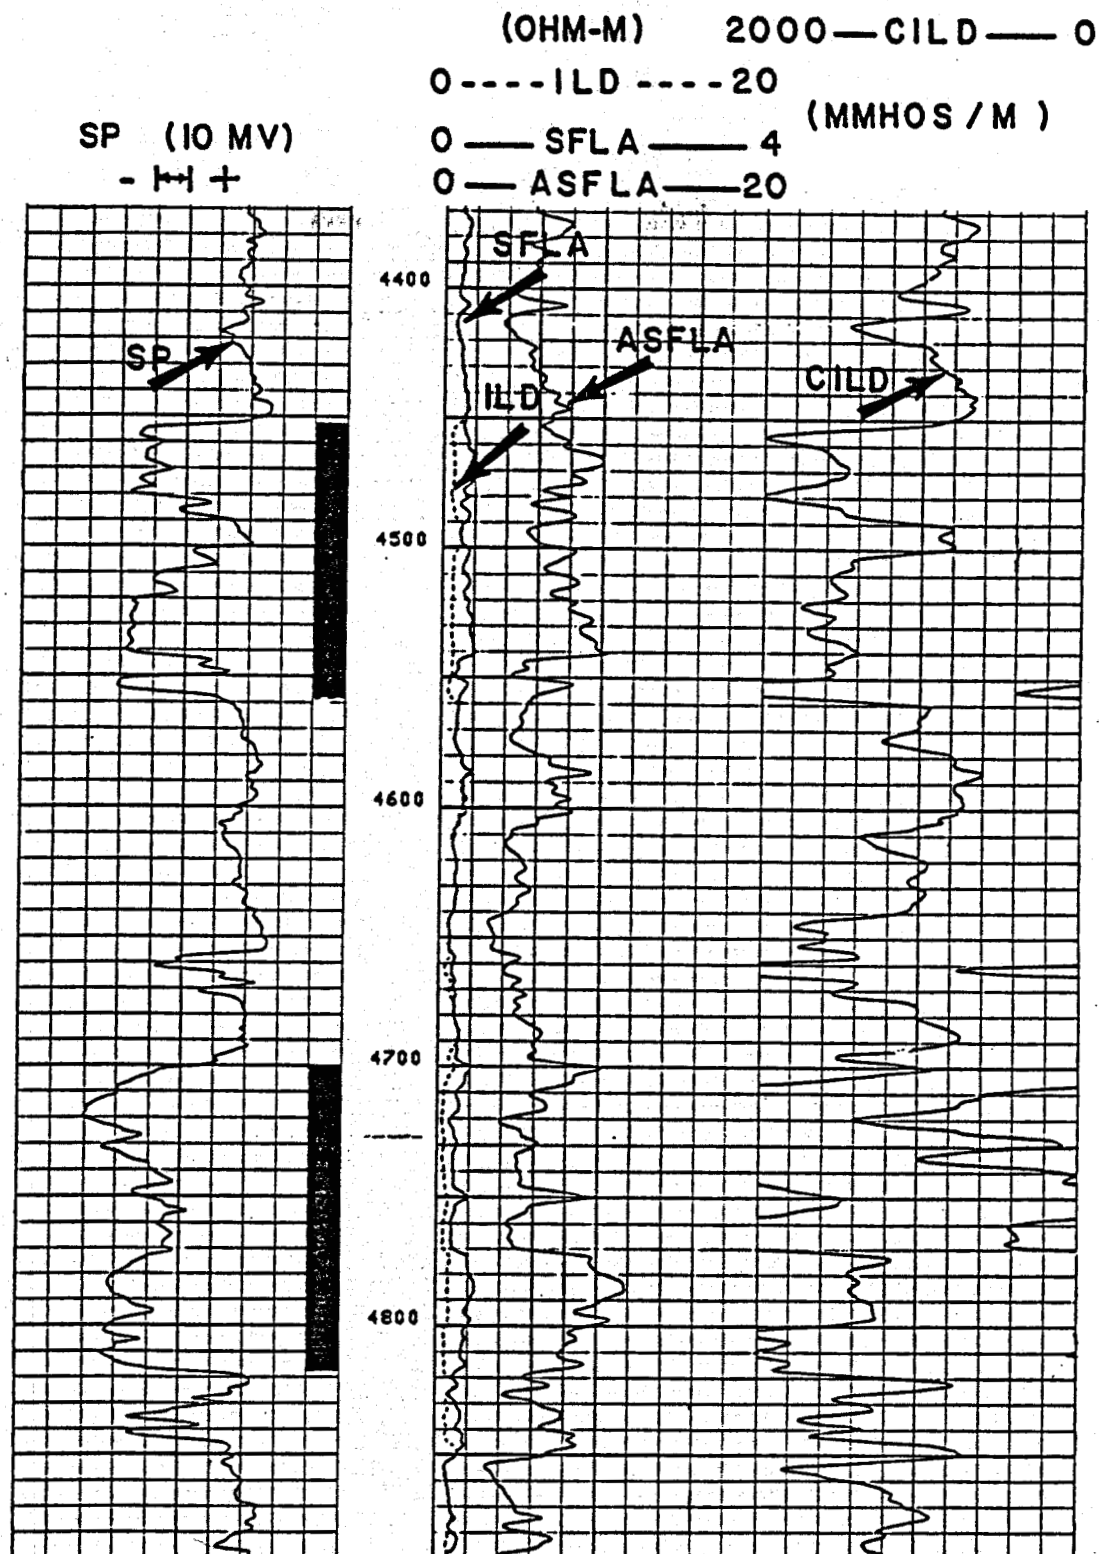 (OHM-M) 2000—CILD—0
0----ILD----20
(MMHOS/M)
SP (10 MV)
0—SFLA—4
- +
0—ASFLA—20
SFLA
4400
ASFLA
SP
CILD
ILD
4500
4600
4700
4800